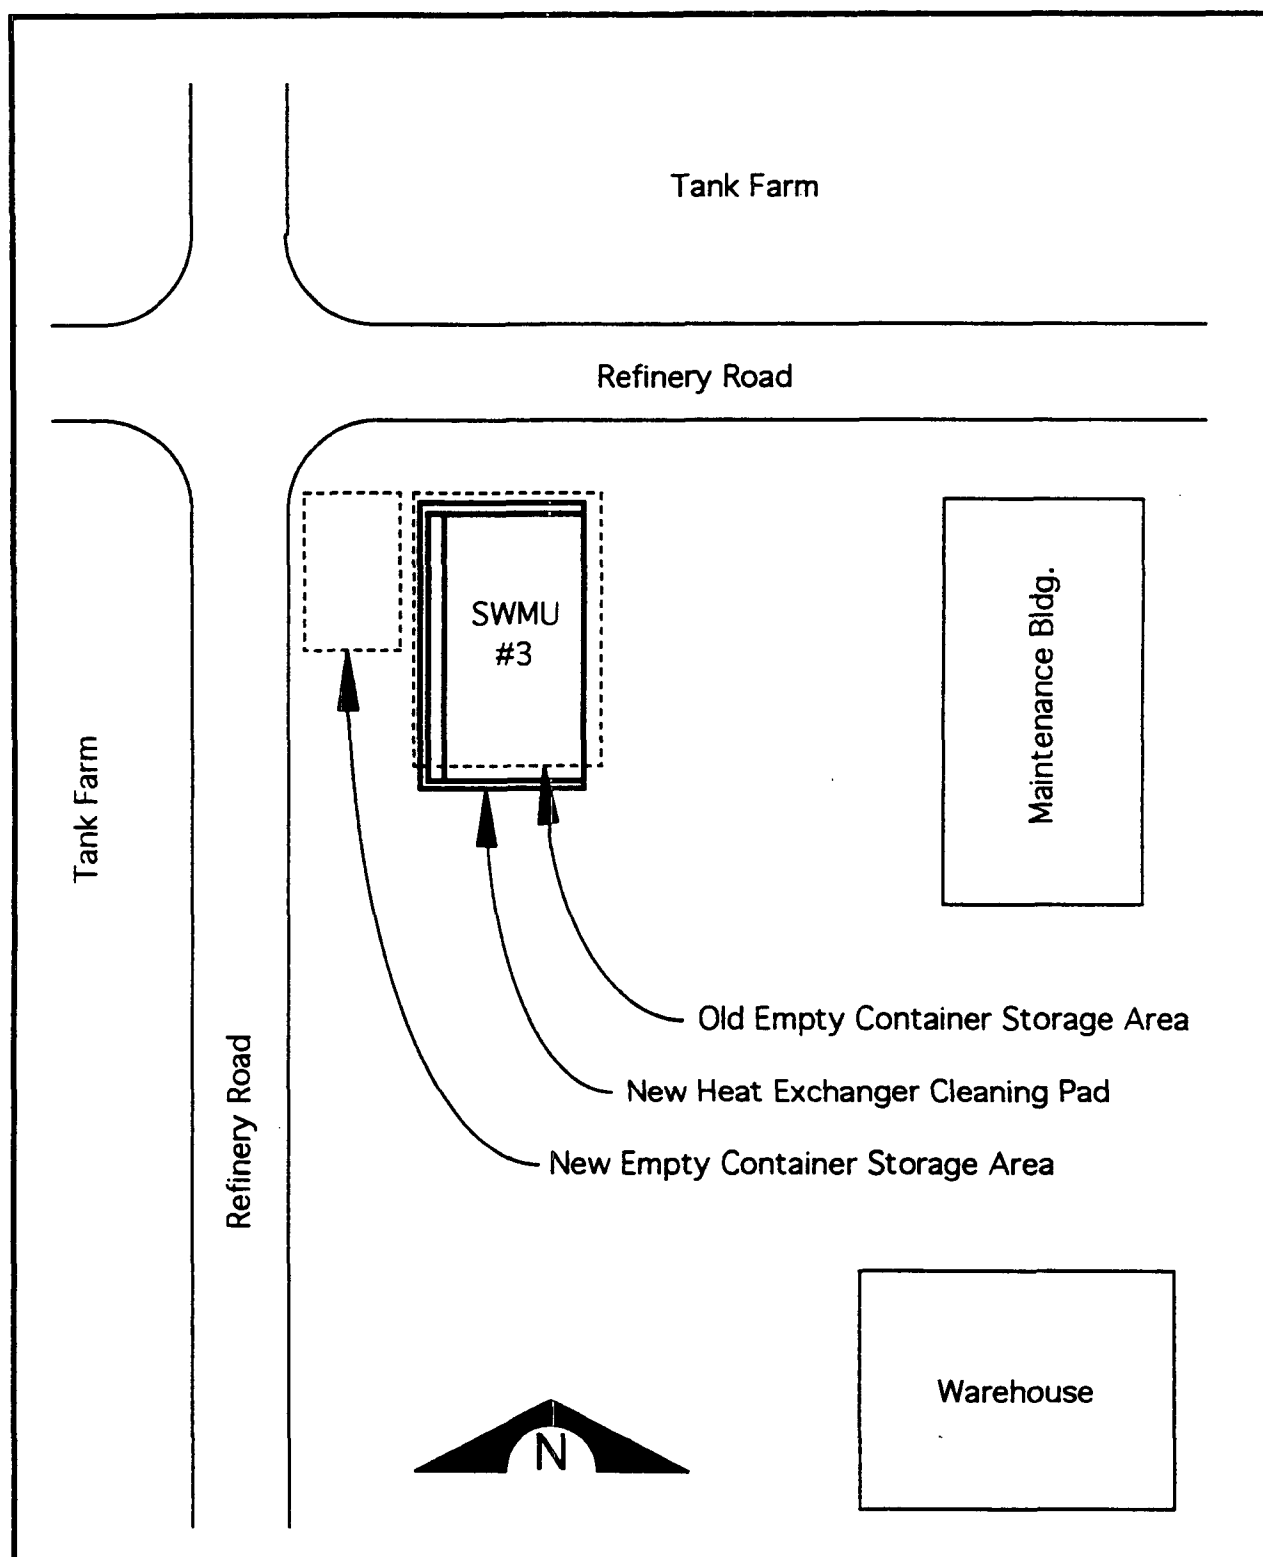 Tank Farm
Refinery Road
SWMU
#3
Maintenance Bldg.
Tank Farm
Old Empty Container Storage Area
New Heat Exchanger Cleaning Pad
Refinery Road
New Empty Container Storage Area
Warehouse
N